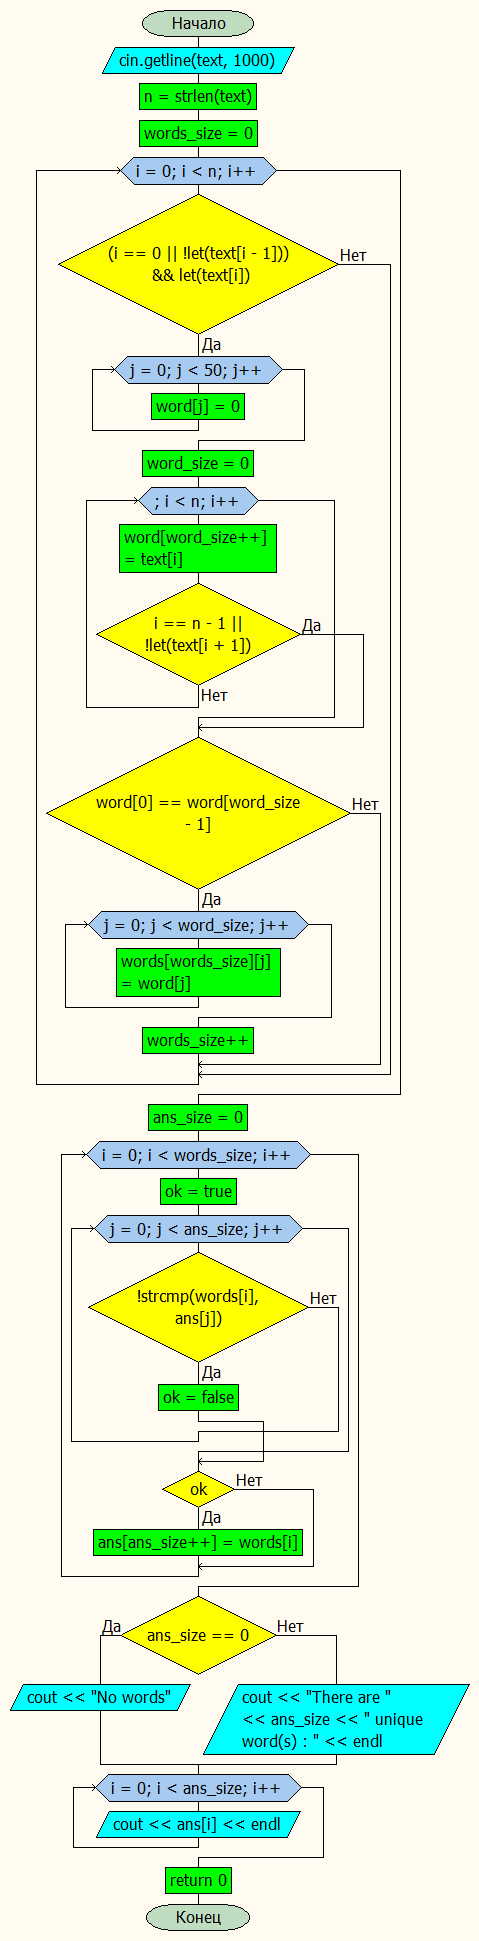 Начало
cin.getline(text, 1000)
n = strlen(text)
words_size = 0
i = 0; i < n; i++
(i == 0 || !let(text[i - 1]))
&& let(text[i])
Нет
Да
j = 0; j < 50; j++
word[j] = 0
word_size = 0
; i < n; i++
word[word_size++]
= text[i]
i == n - 1 ||
!let(text[i + 1])
Да
Нет
word[0] == word[word_size
- 1]
Нет
Да
j = 0; j < word_size; j++
words[words_size][j]
= word[j]
words_size++
ans_size = 0
i = 0; i < words_size; i++
ok = true
j = 0; j < ans_size; j++
!strcmp(words[i],
ans[j])
Нет
Да
ok = false
ok
Нет
Да
ans[ans_size++] = words[i]
ans_size == 0
Да
Нет
cout << "No words"
cout << "There are "
<< ans_size << " unique
word(s) : " << endl
i = 0; i < ans_size; i++
cout << ans[i] << endl
return 0
Конец